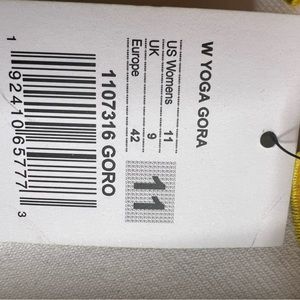 W YOGA GORA
US Womens 11
UK 9
Europe 42
11
1107316 GORO
1 92410 65777 3